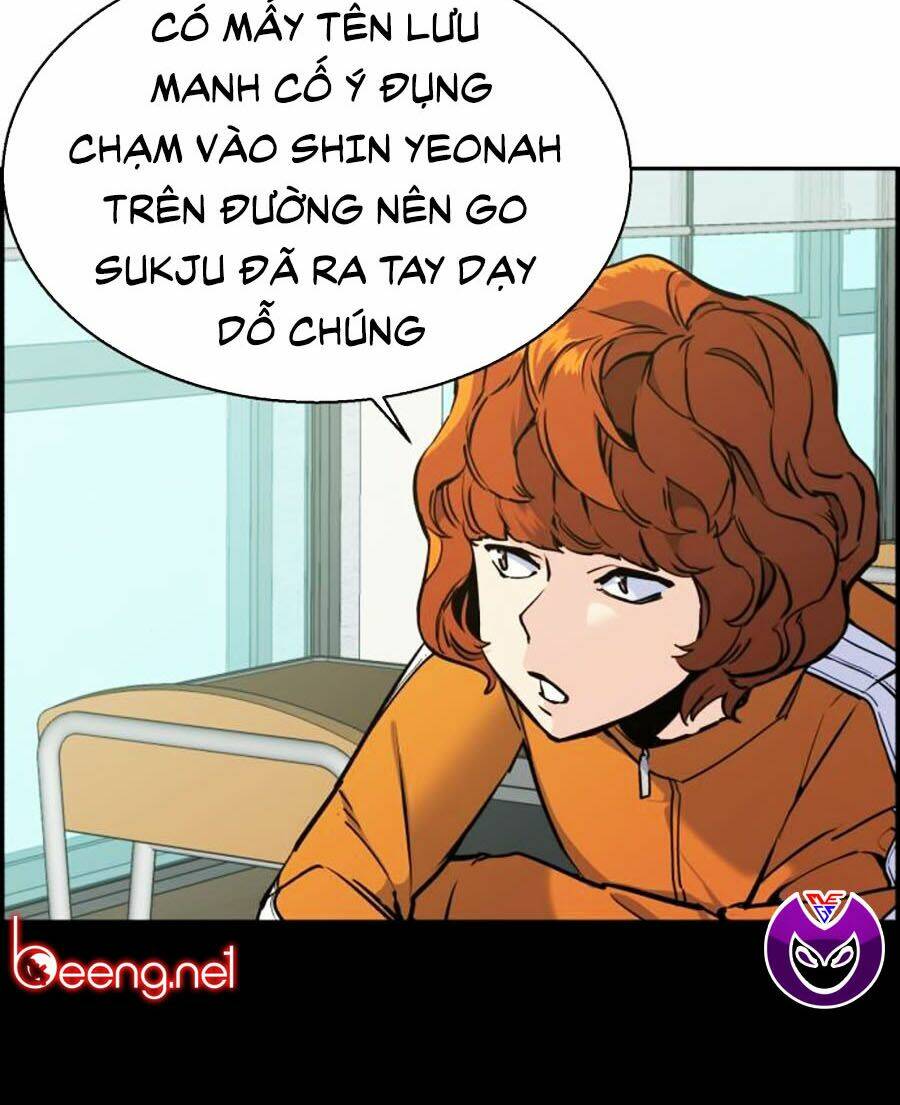 CÓ MẤY TÊN LƯU
MANH CỐ Ý ĐỤNG
CHẠM VÀO SHIN YEONAH
TRÊN ĐƯỜNG NÊN GO
SUKJU ĐÃ RA TAY DẠY
DỖ CHÚNG
beeng.net